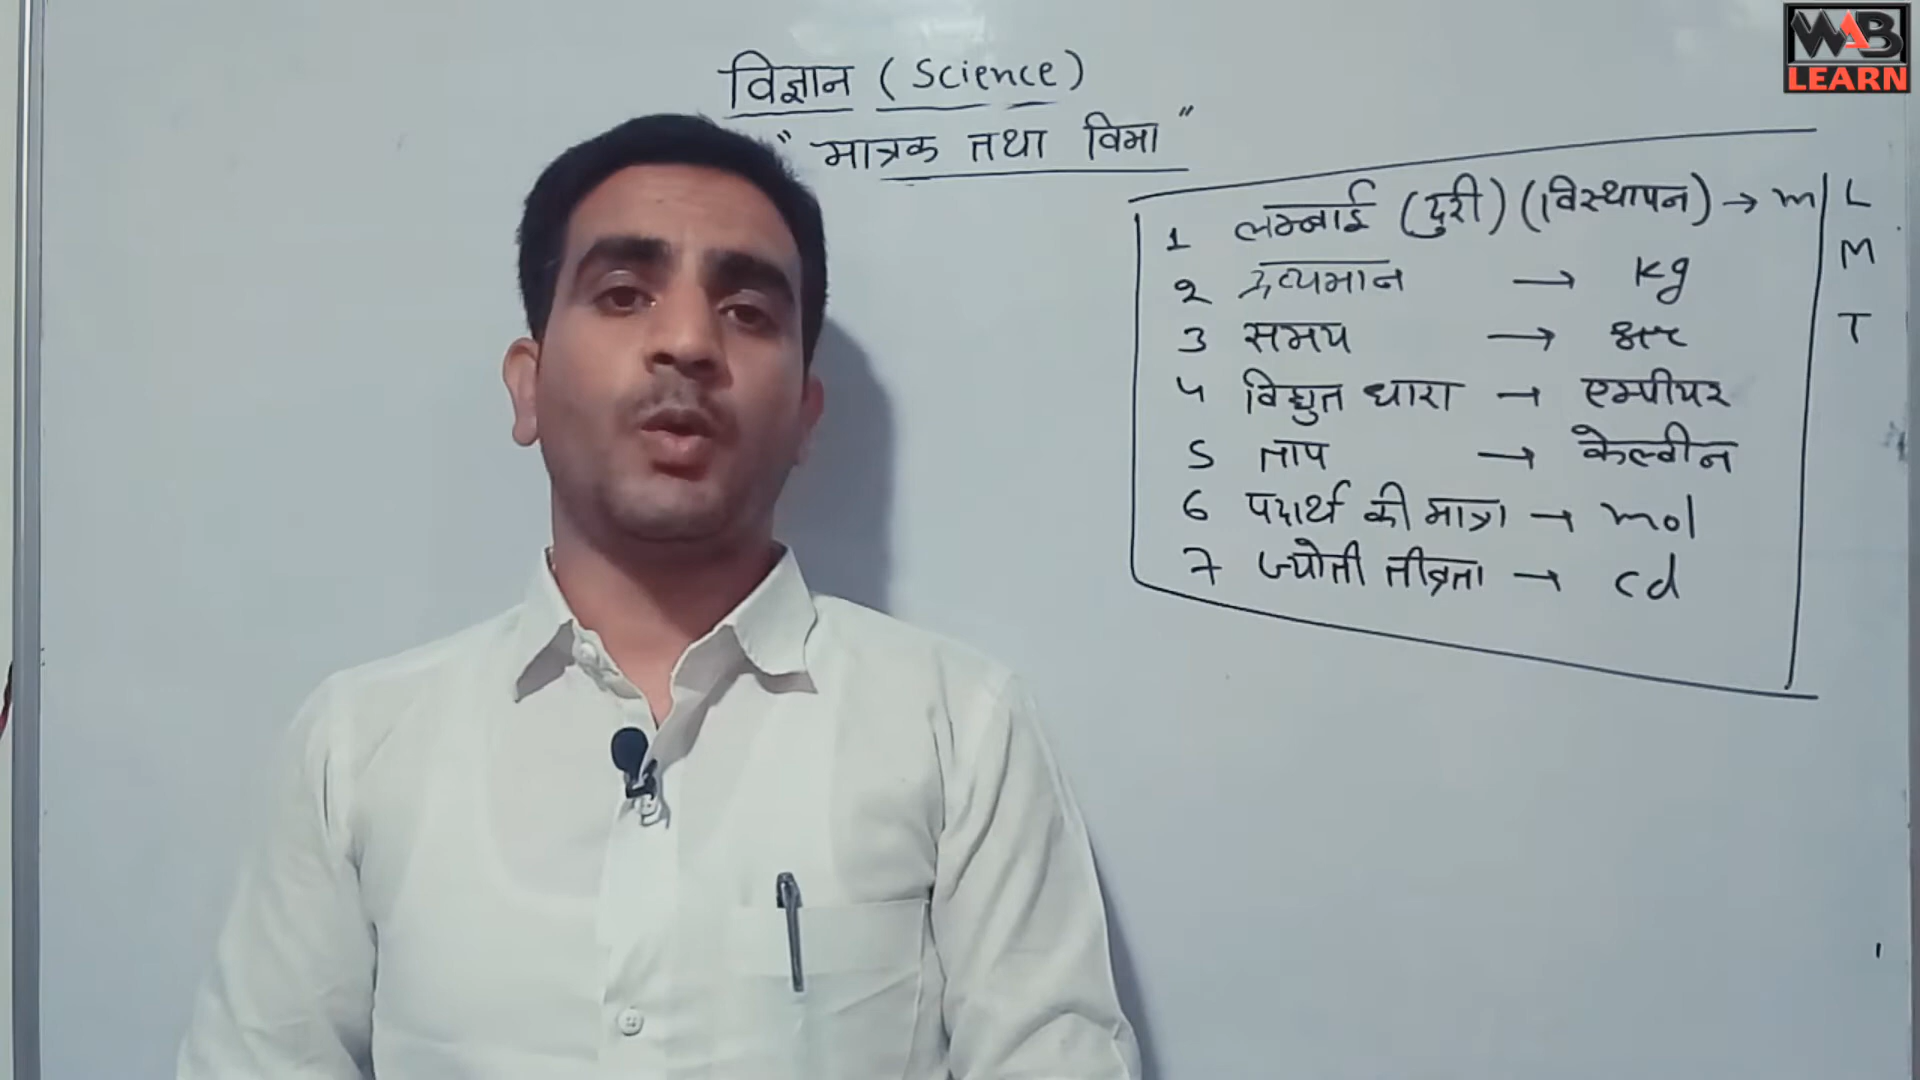 WAB
LEARN
विज्ञान (Science)
"मात्रक तथा विमा"
1 लम्बाई (दुरी) (विस्थापन) → m L
2 द्रव्यमान → kg M
3 समय → T
4 विद्युत धारा → एम्पीयर
5 ताप → केल्वीन
6 पदार्थ की मात्रा → mol
7 ज्योती तीव्रता → cd